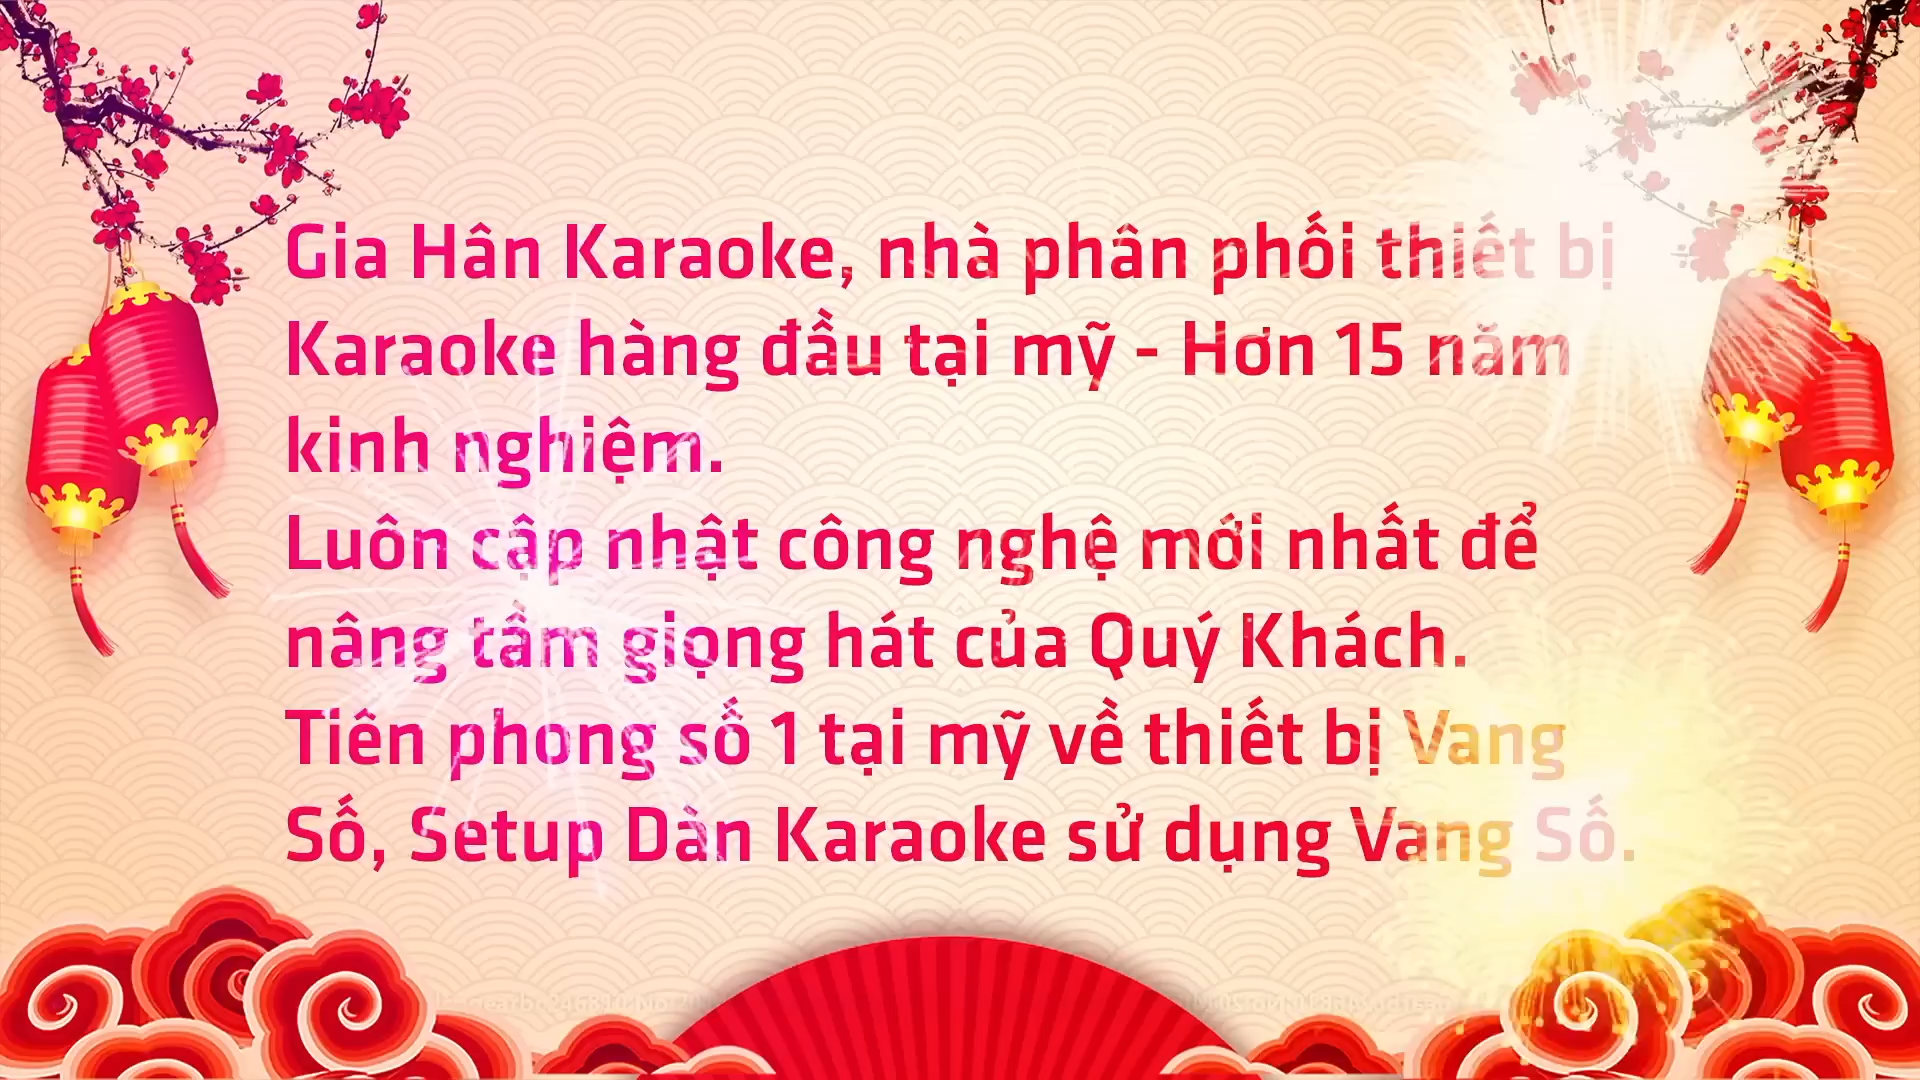 Gia Hân Karaoke, nhà phân phối thiết bị
Karaoke hàng đầu tại mỹ - Hơn 15 năm
kinh nghiệm.
Luôn cập nhật công nghệ mới nhất để
nâng tầm giọng hát của Quý Khách.
Tiên phong số 1 tại mỹ về thiết bị Vang
Số, Setup Dàn Karaoke sử dụng Vang Số.